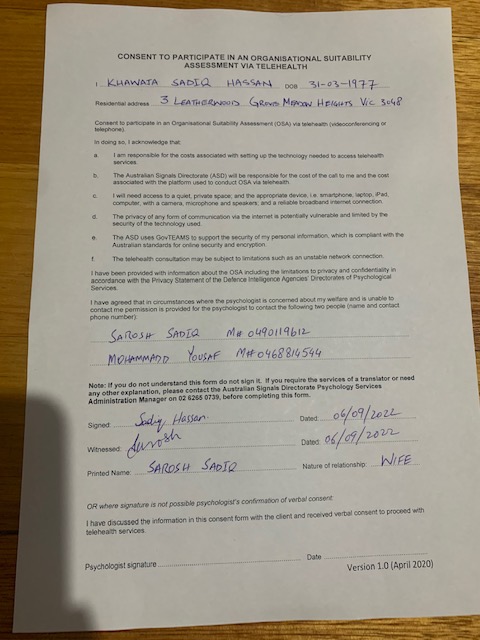 CONSENT TO PARTICIPATE IN AN ORGANISATIONAL SUITABILITY
ASSESSMENT VIA TELEHEALTH
I, KHAWAJA SADIQ HASSAN DOB 31-03-1977
Residential address 3 LEATHERWOOD GROVE MEADOW HEIGHTS VIC 3048
Consent to participate in an Organisational Suitability Assessment (OSA) via telehealth (videoconferencing or
telephone).
In doing so, I acknowledge that:
a. I am responsible for the costs associated with setting up the technology needed to access telehealth
services.
b. The Australian Signals Directorate (ASD) will be responsible for the cost of the call to me and the cost
associated with the platform used to conduct OSA via telehealth.
c. I will need access to a quiet, private space; and the appropriate device, i.e. smartphone, laptop, iPad,
computer; with a camera, microphone and speakers; and a reliable broadband internet connection.
d. The privacy of any form of communication via the internet is potentially vulnerable and limited by the
security of the technology used.
e. The ASD uses GovTEAMS to support the security of my personal information, which is compliant with the
Australian standards for online security and encryption.
f. The telehealth consultation may be subject to limitations such as an unstable network connection.
I have been provided with information about the OSA including the limitations to privacy and confidentiality in
accordance with the Privacy Statement of the Defence Intelligence Agencies' Directorates of Psychological
Services.
I have agreed that in circumstances where the psychologist is concerned about my welfare and is unable to
contact me permission is provided for the psychologist to contact the following two people (name and contact
phone number):
SAROSH SADIQ M# 0490119612
MOHAMMAD YOUSAF M# 0468814544
Note: If you do not understand this form do not sign it. If you require the services of a translator or need
any other explanation, please contact the Australian Signals Directorate Psychology Services
Administration Manager on 02 6265 0739, before completing this form.
Signed: Sadiq Hassan Dated: 06/09/2022
Witnessed: Sarosh Dated: 06/09/2022
Printed Name: SAROSH SADIQ Nature of relationship: WIFE
OR where signature is not possible psychologist's confirmation of verbal consent:
I have discussed the information in this consent form with the client and received verbal consent to proceed with
telehealth services.
Psychologist signature Date
Version 1.0 (April 2020)